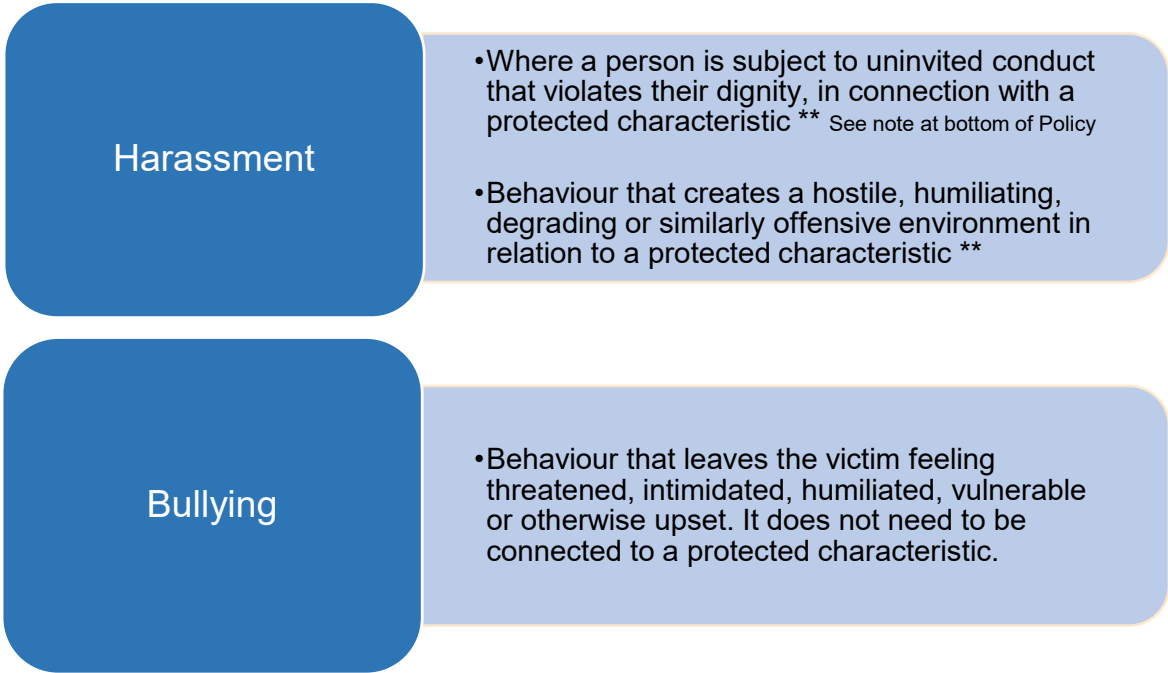 Harassment
•Where a person is subject to uninvited conduct
that violates their dignity, in connection with a
protected characteristic ** See note at bottom of Policy
•Behaviour that creates a hostile, humiliating,
degrading or similarly offensive environment in
relation to a protected characteristic **
Bullying
•Behaviour that leaves the victim feeling
threatened, intimidated, humiliated, vulnerable
or otherwise upset. It does not need to be
connected to a protected characteristic.